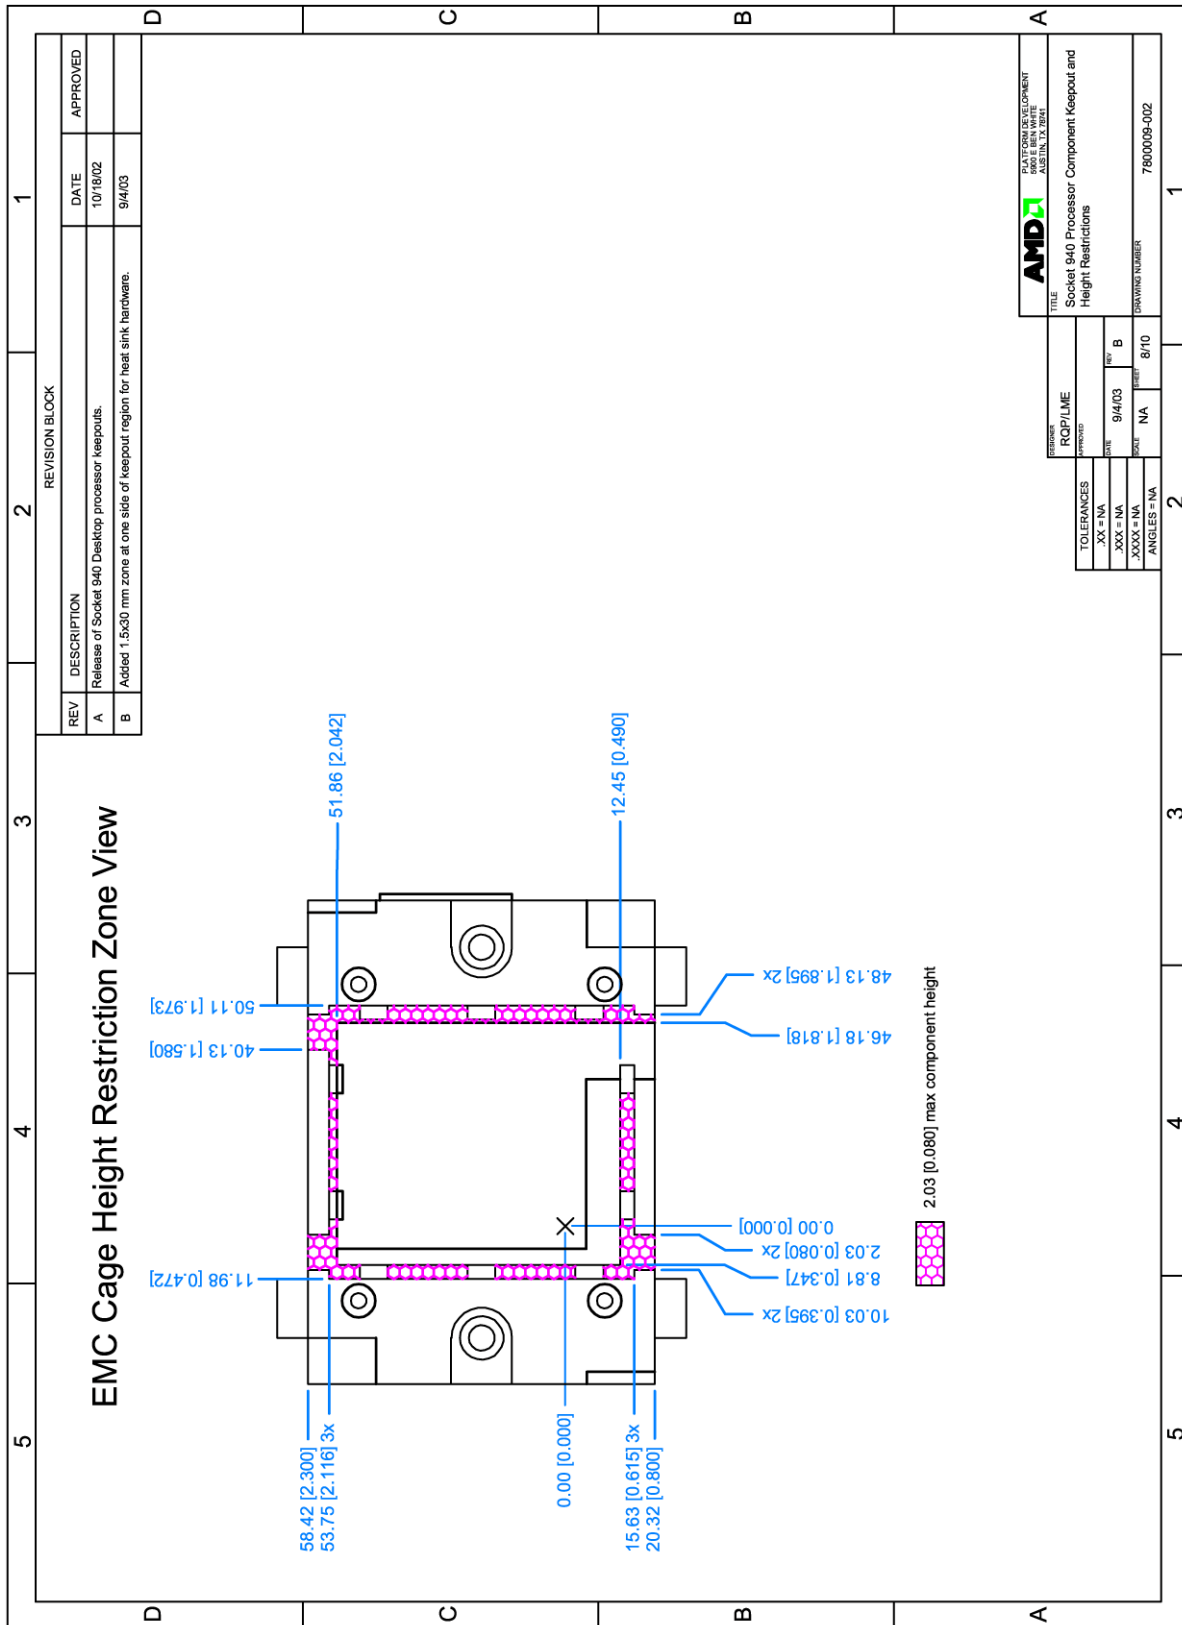 5
4
3
2
1
D
C
B
A
REVISION BLOCK
REV
DESCRIPTION
DATE
APPROVED
A
Release of Socket 940 Desktop processor keepouts.
10/18/02
B
Added 1.5x30 mm zone at one side of keepout region for heat sink hardware.
9/4/03
EMC Cage Height Restriction Zone View
58.42 [2.300]
53.75 [2.116] 3x
0.00 [0.000]
15.63 [0.615] 3x
20.32 [0.800]
11.98 [0.472]
40.13 [1.580]
50.11 [1.973]
51.86 [2.042]
12.45 [0.490]
10.03 [0.395] 2x
8.81 [0.347]
2.03 [0.080] 2x
0.00 [0.000]
46.18 [1.818]
48.13 [1.895] 2x
2.03 [0.080] max component height
TOLERANCES
.XX = NA
.XXX = NA
.XXXX = NA
ANGLES = NA
DESIGNER
RQP/LME
APPROVED
DATE
9/4/03
REV
B
SCALE
NA
SHEET
8/10
AMD
PLATFORM DEVELOPMENT
5900 E. BEN WHITE
AUSTIN, TX 78741
TITLE
Socket 940 Processor Component Keepout and
Height Restrictions
DRAWING NUMBER
7800009-002
D
C
B
A
5
4
3
2
1